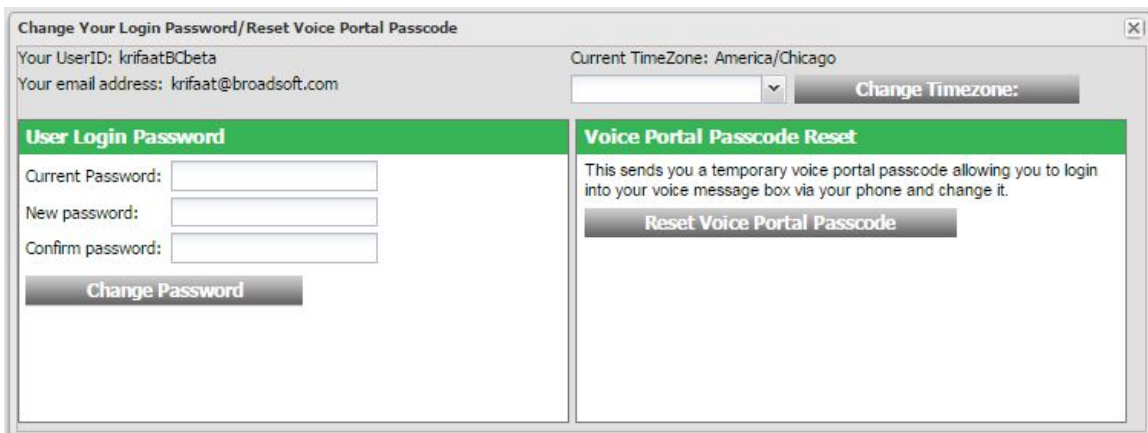 Change Your Login Password/Reset Voice Portal Passcode
Your UserID: krifaatBCbeta
Your email address: krifaat@broadsoft.com
Current TimeZone: America/Chicago
Change Timezone:
User Login Password
Current Password:
New password:
Confirm password:
Change Password
Voice Portal Passcode Reset
This sends you a temporary voice portal passcode allowing you to login
into your voice message box via your phone and change it.
Reset Voice Portal Passcode